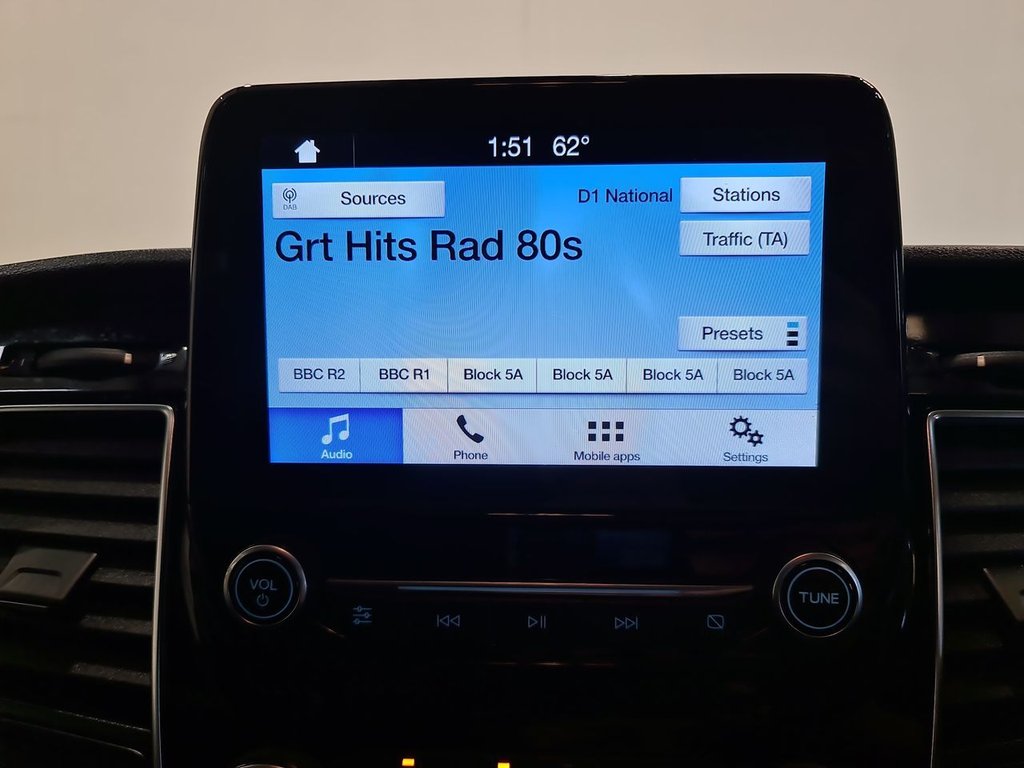 1:51 62°
DAB Sources D1 National Stations
Grt Hits Rad 80s
Traffic (TA)
Presets
BBC R2 BBC R1 Block 5A Block 5A Block 5A Block 5A
Audio Phone Mobile apps Settings
VOL TUNE